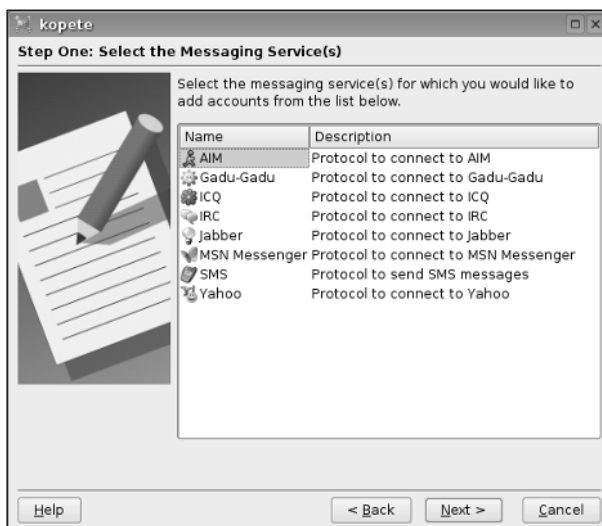 kopete
Step One: Select the Messaging Service(s)
Select the messaging service(s) for which you would like to
add accounts from the list below.
Name Description
AIM Protocol to connect to AIM
Gadu-Gadu Protocol to connect to Gadu-Gadu
ICQ Protocol to connect to ICQ
IRC Protocol to connect to IRC
Jabber Protocol to connect to Jabber
MSN Messenger Protocol to connect to MSN Messenger
SMS Protocol to send SMS messages
Yahoo Protocol to connect to Yahoo
Help < Back Next > Cancel